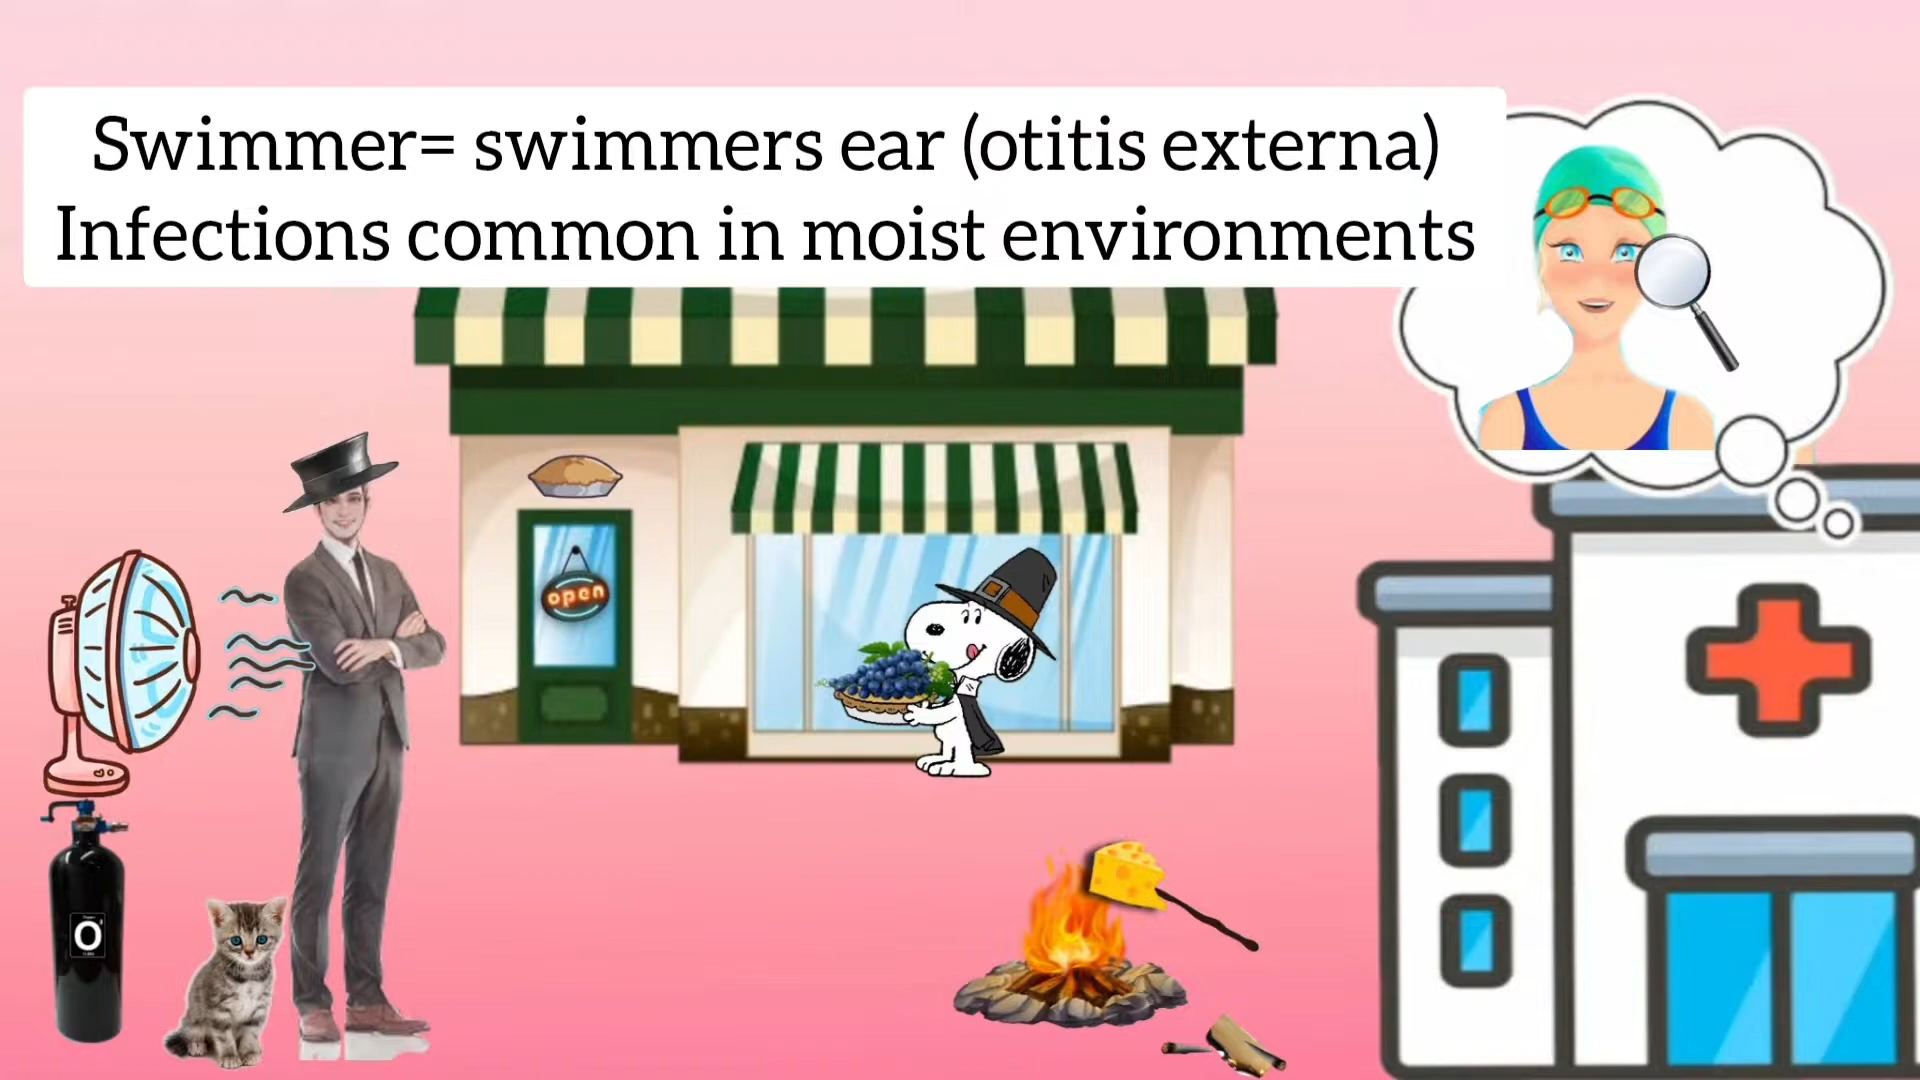 Swimmer= swimmers ear (otitis externa)
Infections common in moist environments
open
O